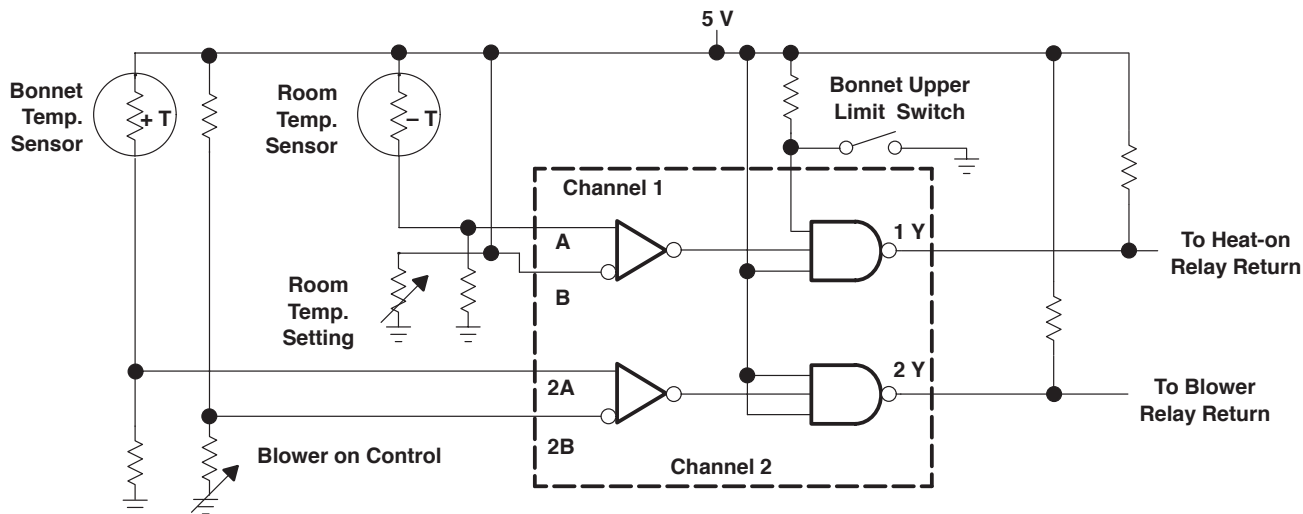 5 V
Bonnet
Temp.
Sensor
+ T
Room
Temp.
Sensor
– T
Bonnet Upper
Limit Switch
Channel 1
A
B
1 Y
To Heat-on
Relay Return
Room
Temp.
Setting
2A
2B
2 Y
To Blower
Relay Return
Blower on Control
Channel 2